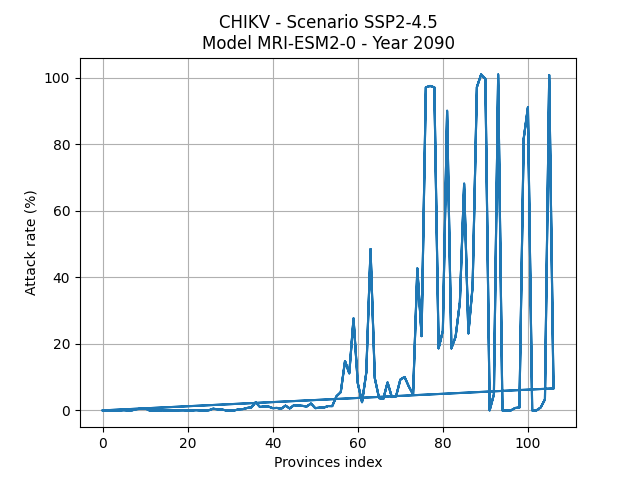 CHIKV - Scenario SSP2-4.5
Model MRI-ESM2-0 - Year 2090
Attack rate (%)
100
80
60
40
20
0
0 20 40 60 80 100
Provinces index